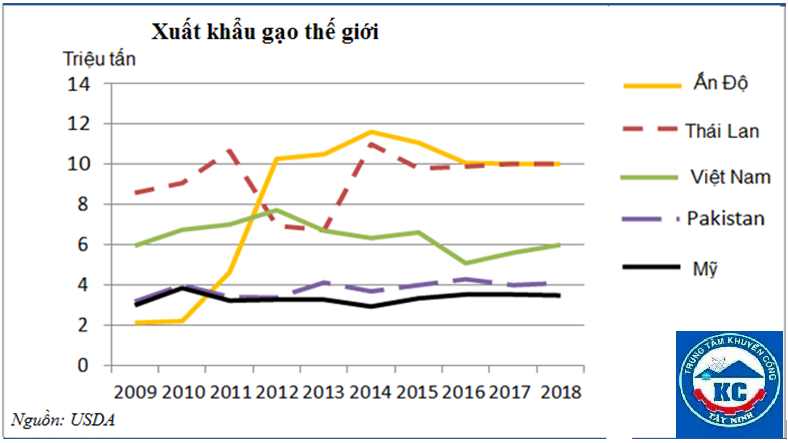 Xuất khẩu gạo thế giới
Triệu tấn
14
12
10
8
6
4
2
0
2009 2010 2011 2012 2013 2014 2015 2016 2017 2018
Ấn Độ
Thái Lan
Việt Nam
Pakistan
Mỹ
Nguồn: USDA
TRUNG TÂM KHUYẾN CÔNG
KC
TÂY NINH